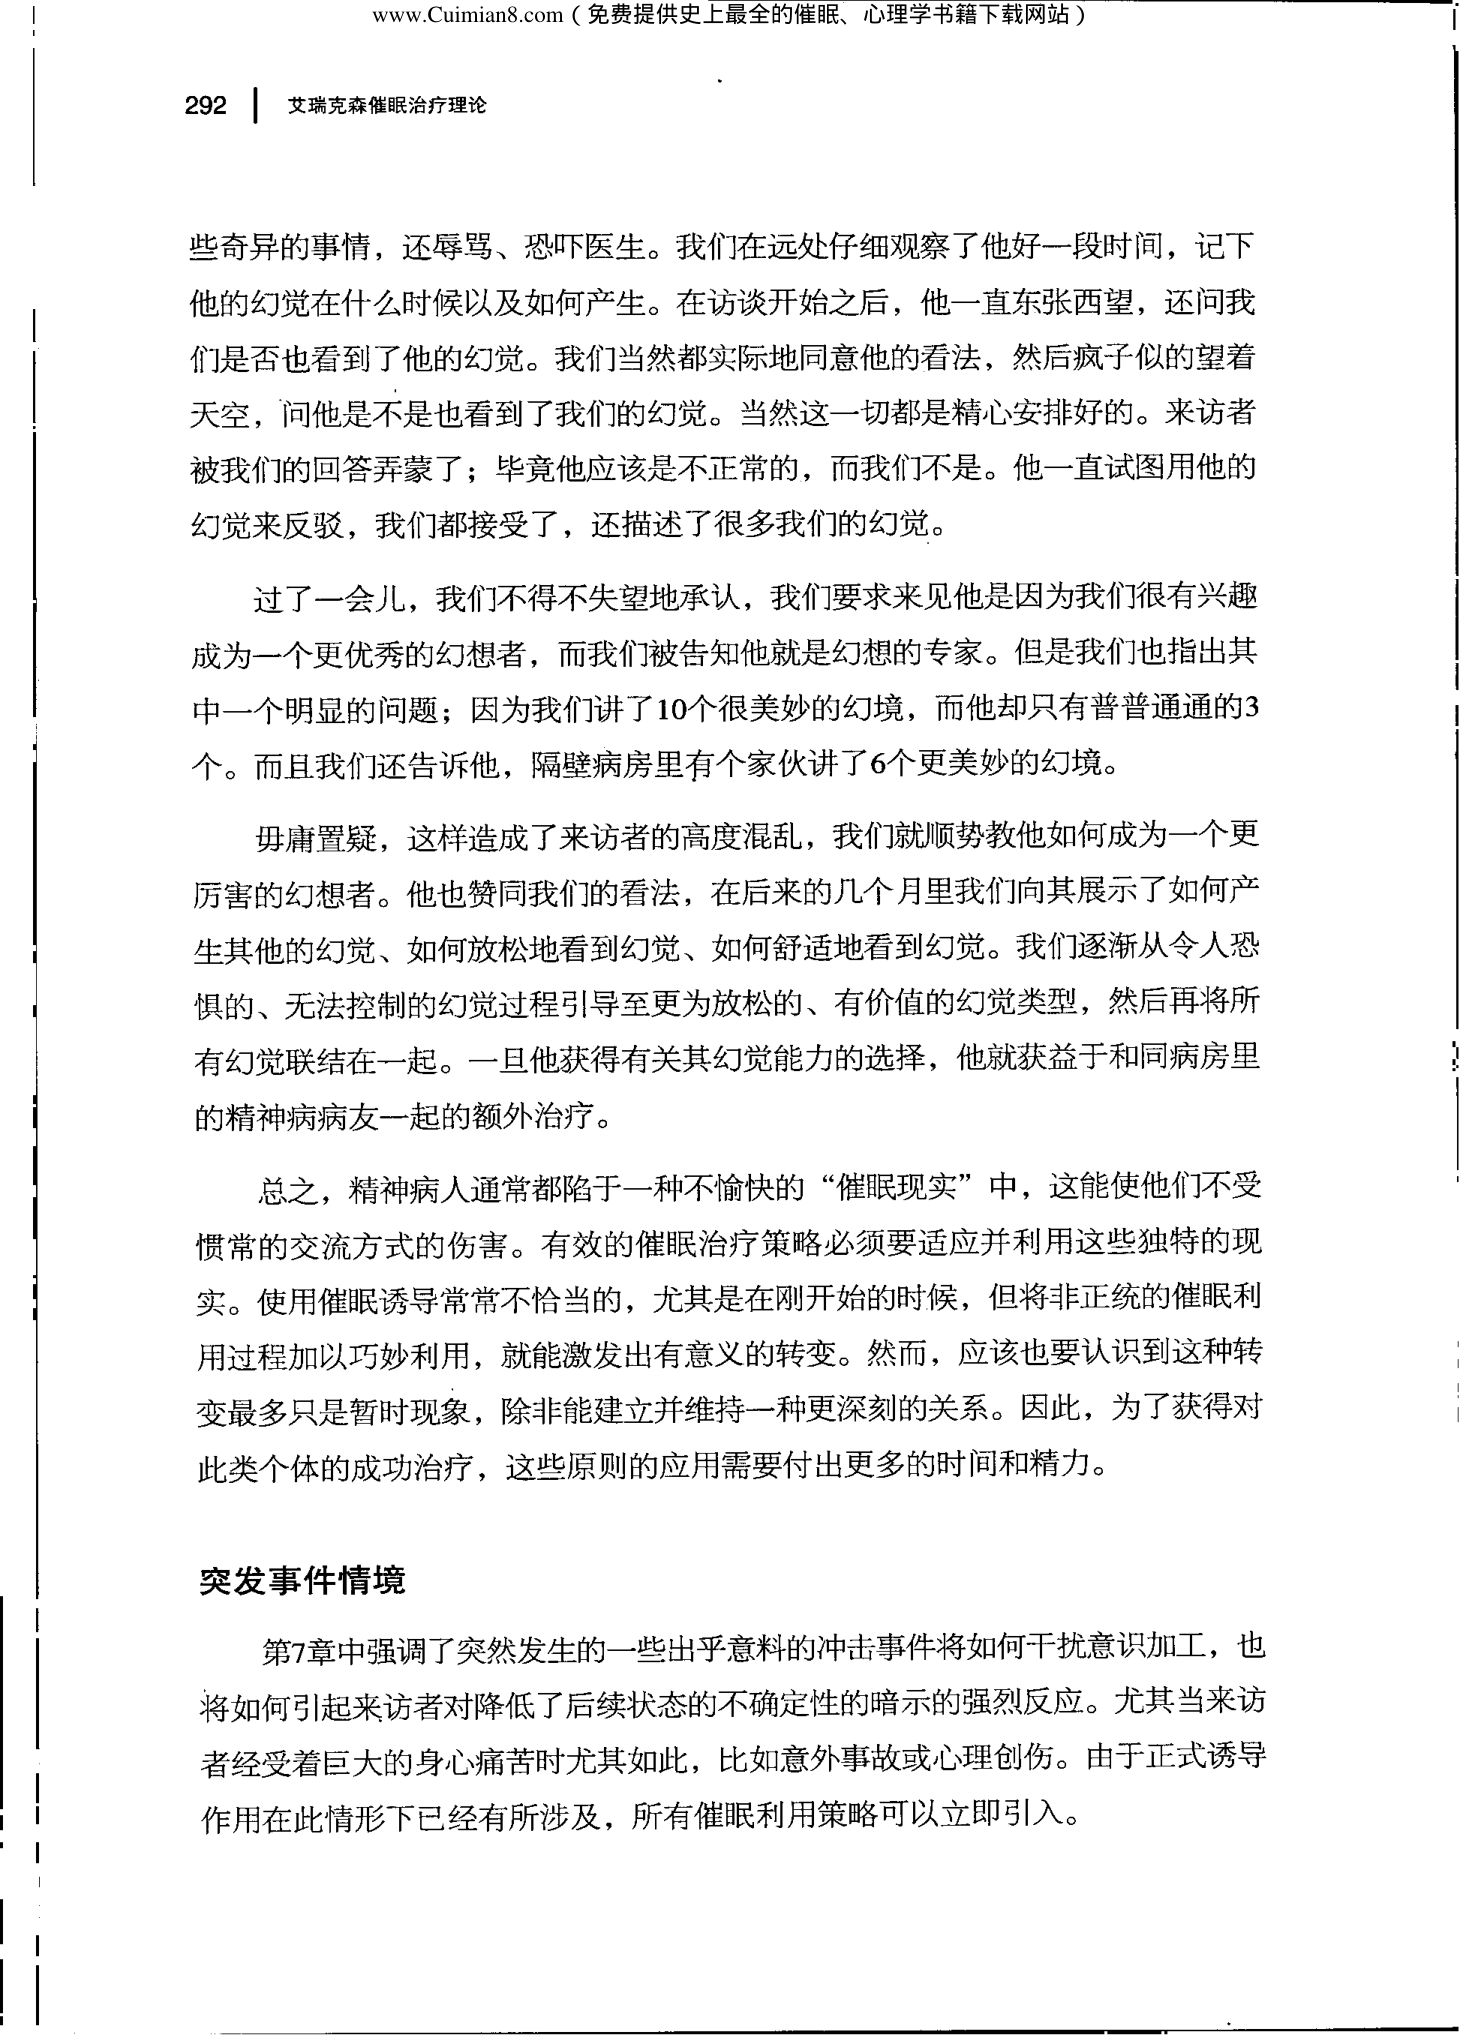 www.Cuimian8.com（免费提供史上最全的催眠、心理学书籍下载网站）
292 艾瑞克森催眠治疗理论
些奇异的事情，还辱骂、恐吓医生。我们在远处仔细观察了他好一段时间，记下
他的幻觉在什么时候以及如何产生。在访谈开始之后，他一直东张西望，还问我
们是否也看到了他的幻觉。我们当然都实际地同意他的看法，然后疯子似的望着
天空，问他是不是也看到了我们的幻觉。当然这一切都是精心安排好的。来访者
被我们的回答弄蒙了；毕竟他应该是不正常的，而我们不是。他一直试图用他的
幻觉来反驳，我们都接受了，还描述了很多我们的幻觉。
过了一会儿，我们不得不失望地承认，我们要求来见他是因为我们很有兴趣
成为一个更优秀的幻想者，而我们被告知他就是幻想的专家。但是我们也指出其
中一个明显的问题；因为我们讲了10个很美妙的幻境，而他却只有普普通通的3
个。而且我们还告诉他，隔壁病房里有个家伙讲了6个更美妙的幻境。
毋庸置疑，这样造成了来访者的高度混乱，我们就顺势教他如何成为一个更
厉害的幻想者。他也赞同我们的看法，在后来的几个月里我们向其展示了如何产
生其他的幻觉、如何放松地看到幻觉、如何舒适地看到幻觉。我们逐渐从令人恐
惧的、无法控制的幻觉过程引导至更为放松的、有价值的幻觉类型，然后再将所
有幻觉联结在一起。一旦他获得有关其幻觉能力的选择，他就获益于和同病房里
的精神病病友一起的额外治疗。
总之，精神病人通常都陷于一种不愉快的“催眠现实”中，这能使他们不受
惯常的交流方式的伤害。有效的催眠治疗策略必须要适应并利用这些独特的现
实。使用催眠诱导常常不恰当的，尤其是在刚开始的时候，但将非正统的催眠利
用过程加以巧妙利用，就能激发出有意义的转变。然而，应该也要认识到这种转
变最多只是暂时现象，除非能建立并维持一种更深刻的关系。因此，为了获得对
此类个体的成功治疗，这些原则的应用需要付出更多的时间和精力。
突发事件情境
第7章中强调了突然发生的一些出乎意料的冲击事件将如何干扰意识加工，也
将如何引起来访者对降低了后续状态的不确定性的暗示的强烈反应。尤其当来访
者经受着巨大的身心痛苦时尤其如此，比如意外事故或心理创伤。由于正式诱导
作用在此情形下已经有所涉及，所有催眠利用策略可以立即引入。